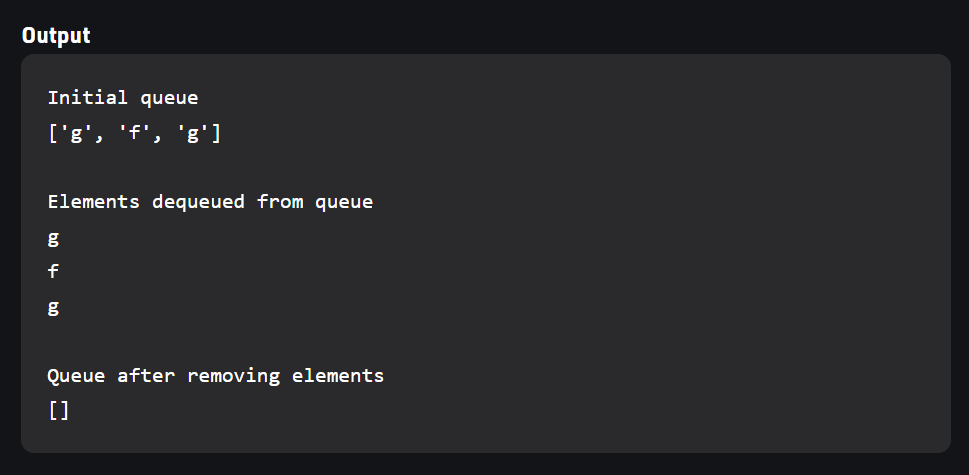 Output
Initial queue
['g', 'f', 'g']
Elements dequeued from queue
g
f
g
Queue after removing elements
[]